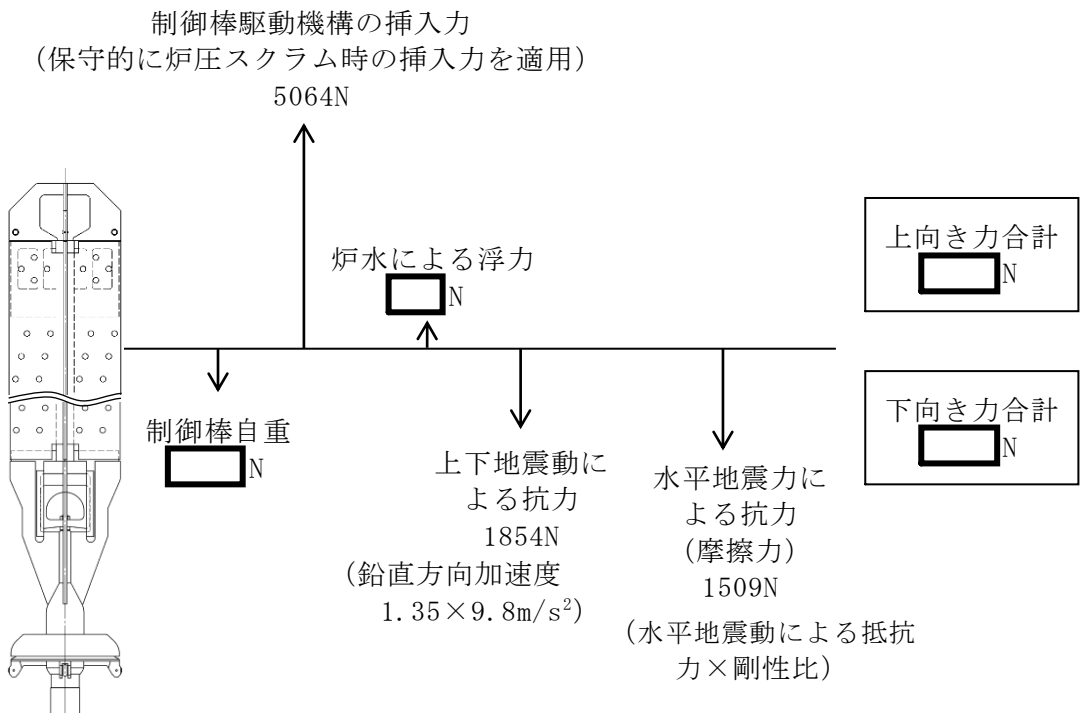 制御棒駆動機構の挿入力
（保守的に炉圧スクラム時の挿入力を適用）
5064N
炉水による浮力
N
上向き力合計
N
制御棒自重
N
上下地震動に
よる抗力
1854N
（鉛直方向加速度
1.35×9.8m/s²）
水平地震力に
よる抗力
（摩擦力）
1509N
（水平地震動による抵抗
力×剛性比）
下向き力合計
N